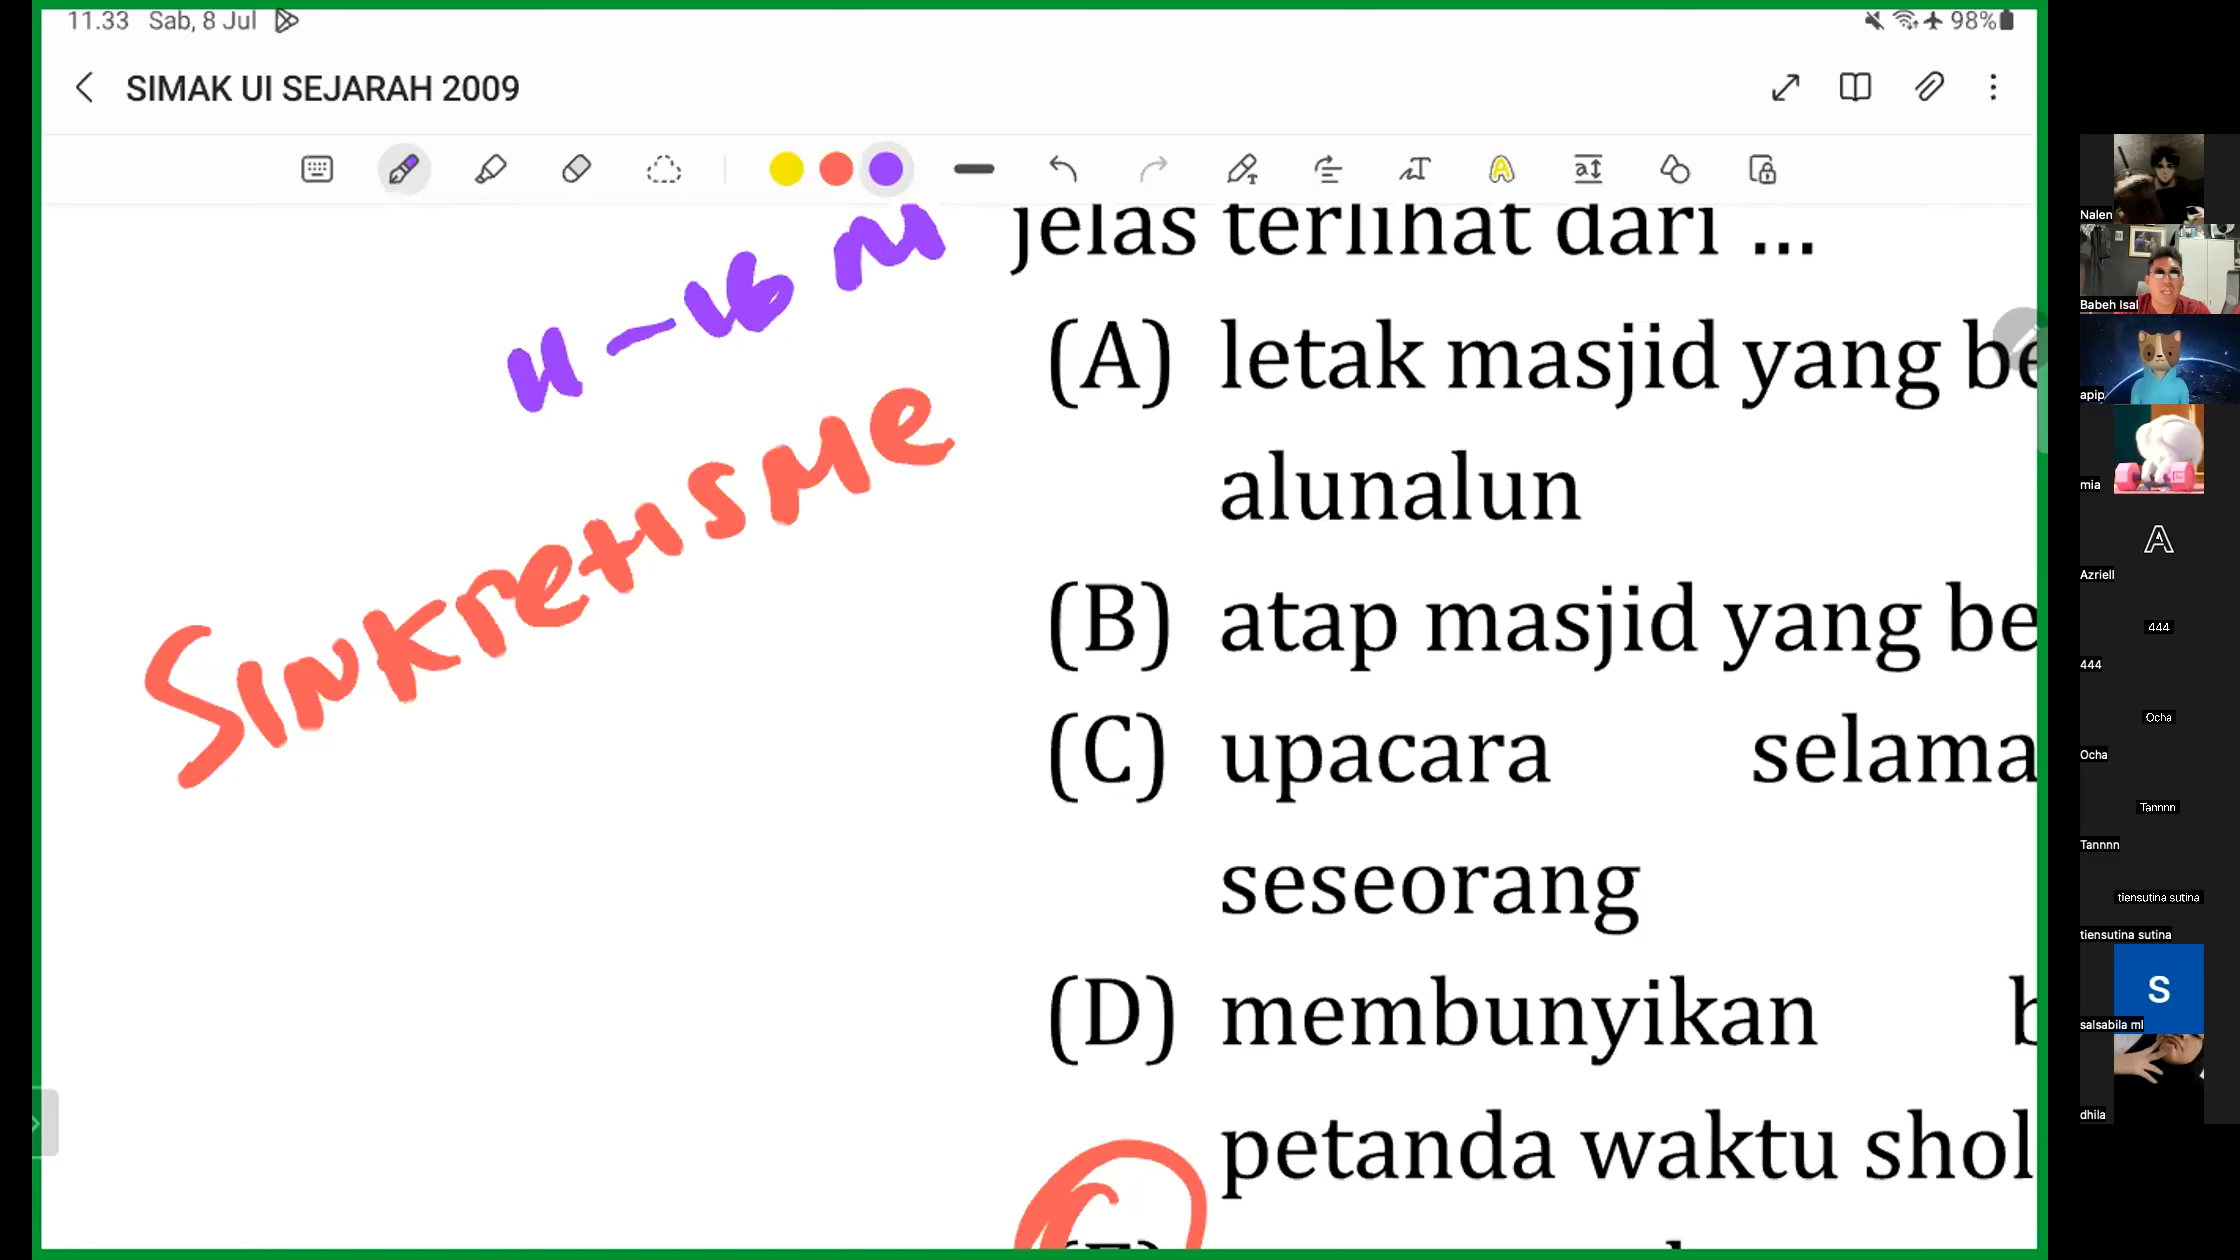 11.33 Sab, 8 Jul
98%
SIMAK UI SEJARAH 2009
11-16 M
SINKRETISME
jelas terlihat dari ...
(A) letak masjid yang be
alunalun
(B) atap masjid yang be
(C) upacara selama
seseorang
(D) membunyikan b
petanda waktu shol
Nalen
Babeh Isal
apip
mia
A
Azriell
444
444
Ocha
Ocha
Tannnn
Tannnn
tiensutina sutina
tiensutina sutina
S
salsabila ml
dhila